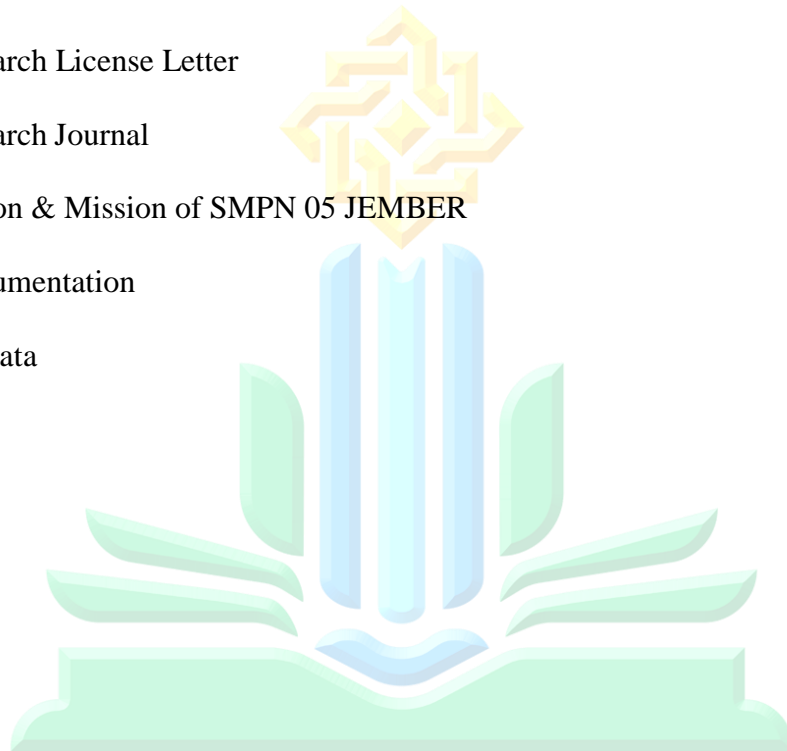 arch License Letter
arch Journal
on & Mission of SMPN 05 JEMBER
umentation
ata